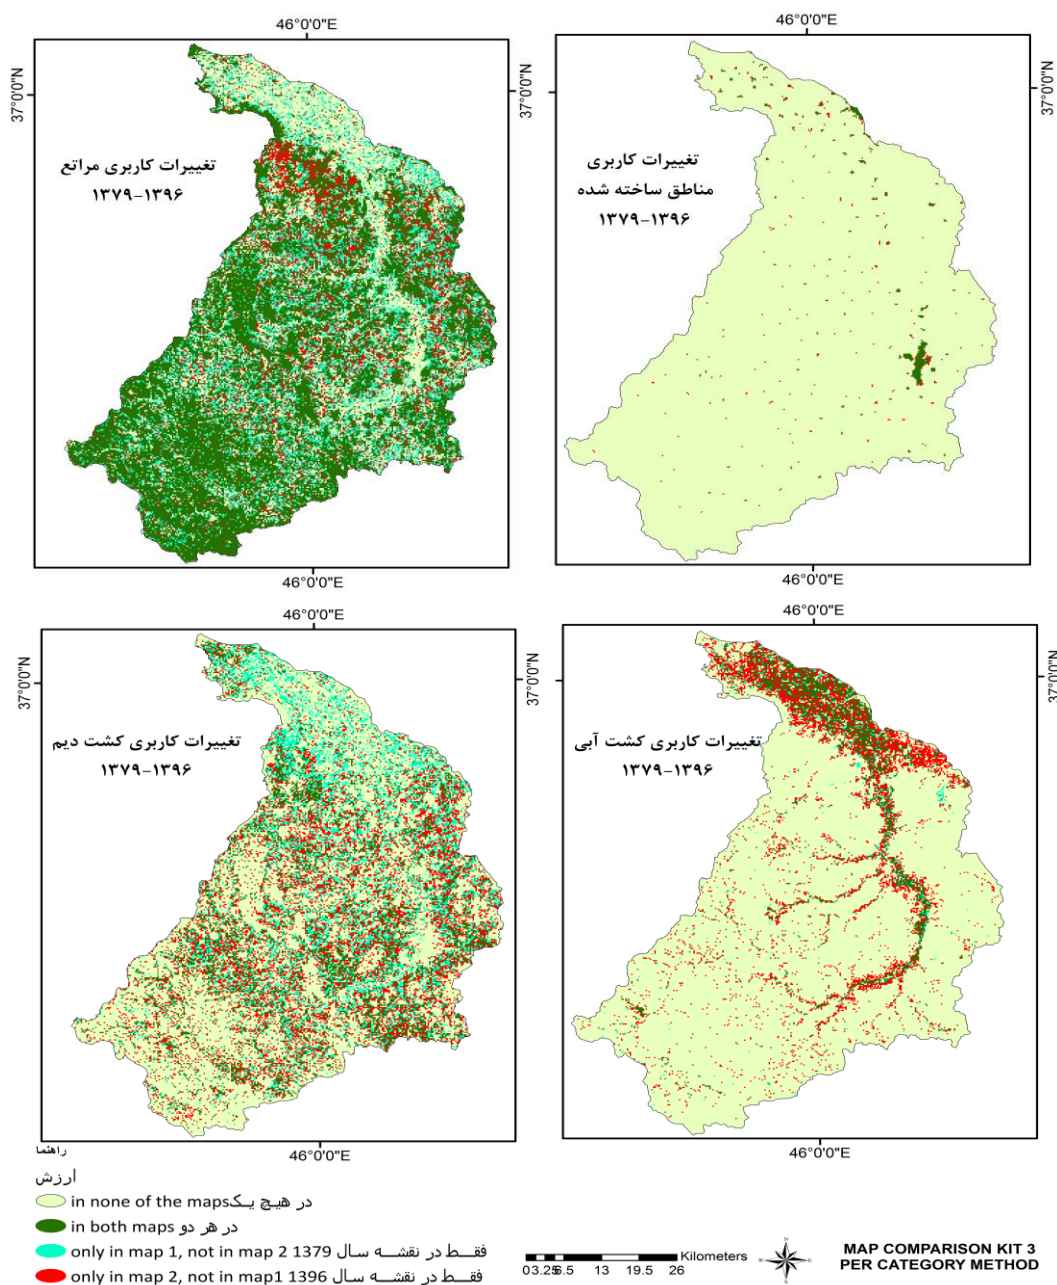 46°0'0"E
46°0'0"E
37°0'0"N
37°0'0"N
37°0'0"N
تغییرات کاربری مراتع
۱۳۷۹-۱۳۹۶
تغییرات کاربری
مناطق ساخته شده
۱۳۷۹-۱۳۹۶
46°0'0"E
46°0'0"E
46°0'0"E
46°0'0"E
37°0'0"N
37°0'0"N
37°0'0"N
تغییرات کاربری کشت دیم
۱۳۷۹-۱۳۹۶
تغییرات کاربری کشت آبی
۱۳۷۹-۱۳۹۶
46°0'0"E
46°0'0"E
راهنما
ارزش
in none of the maps در هیچ یک
in both maps در هر دو
only in map 1, not in map 2 1379 فقط در نقشه سال
only in map 2, not in map1 1396 فقط در نقشه سال
Kilometers
0 3.25 6.5 13 19.5 26
MAP COMPARISON KIT 3
PER CATEGORY METHOD